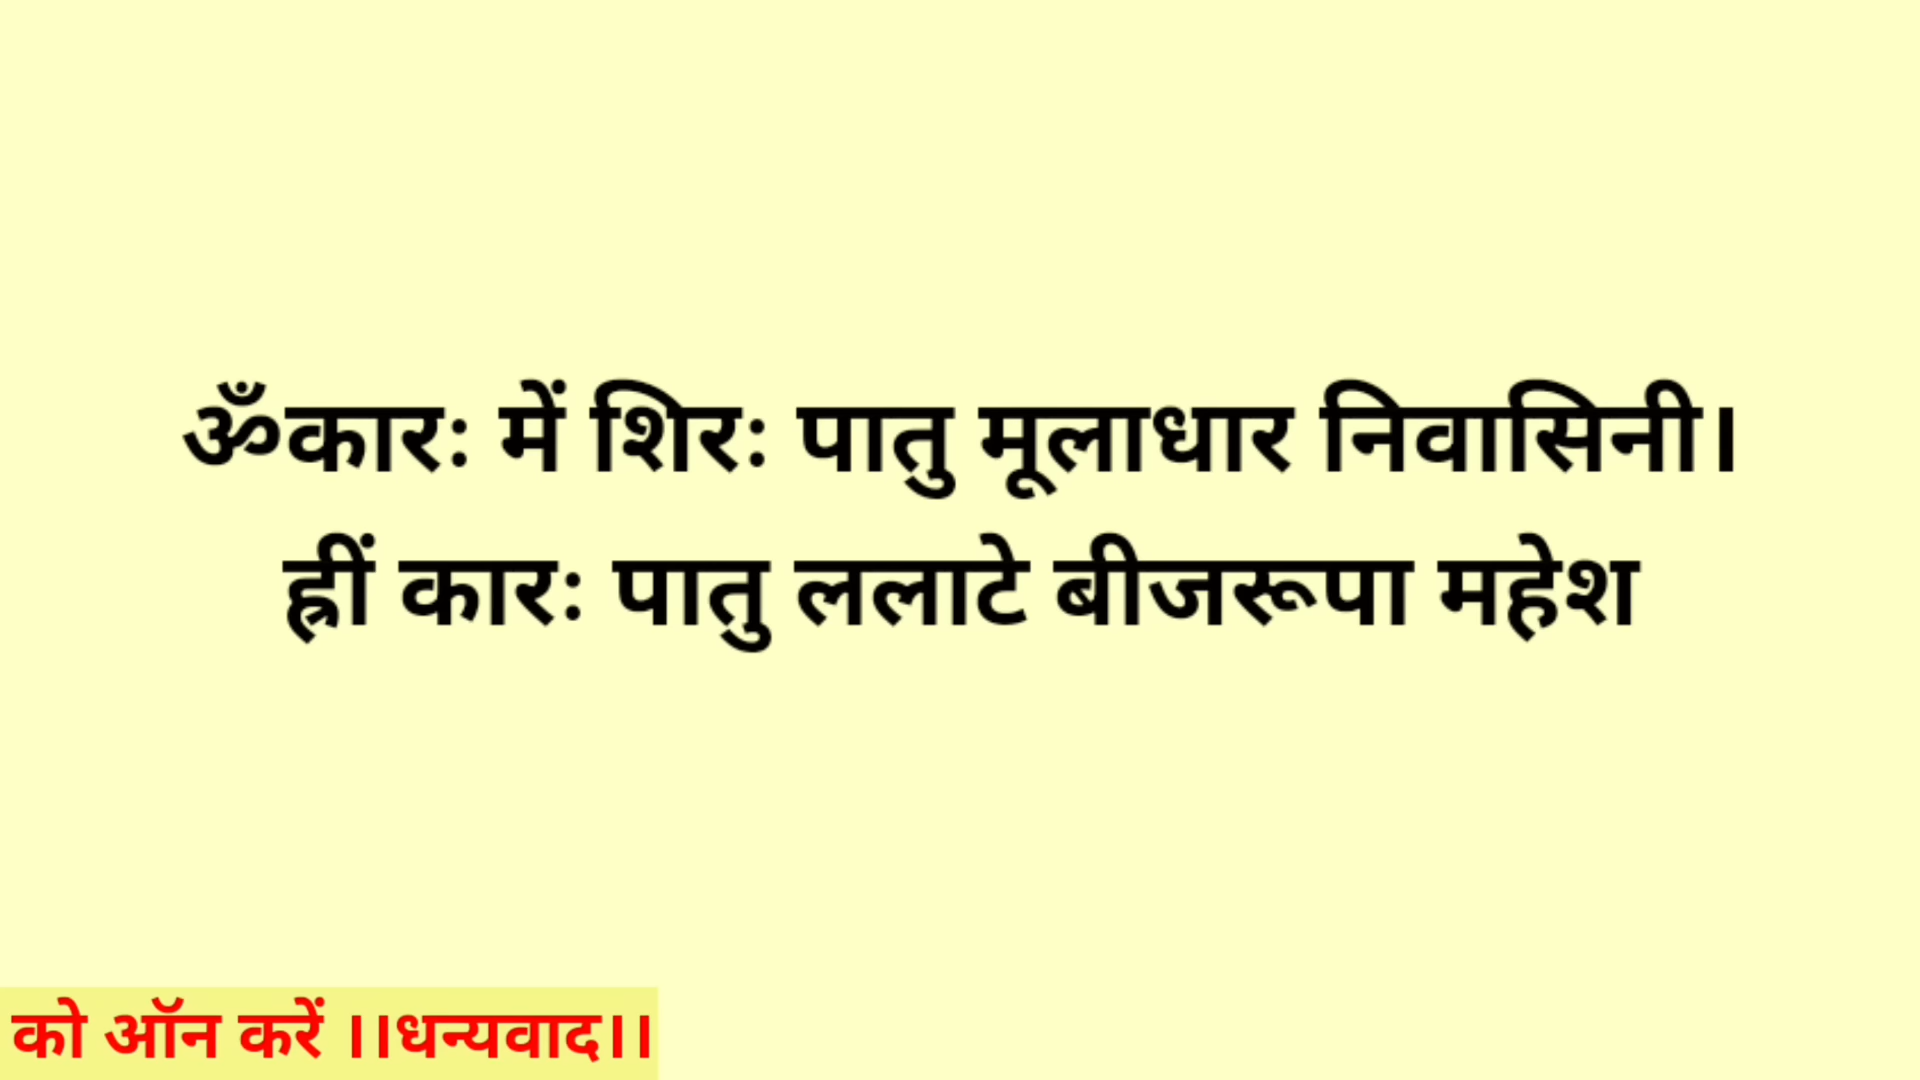 ॐकारः में शिरः पातु मूलाधार निवासिनी।
ह्रीं कारः पातु ललाटे बीजरूपा महेश
को ऑन करें ।।धन्यवाद।।